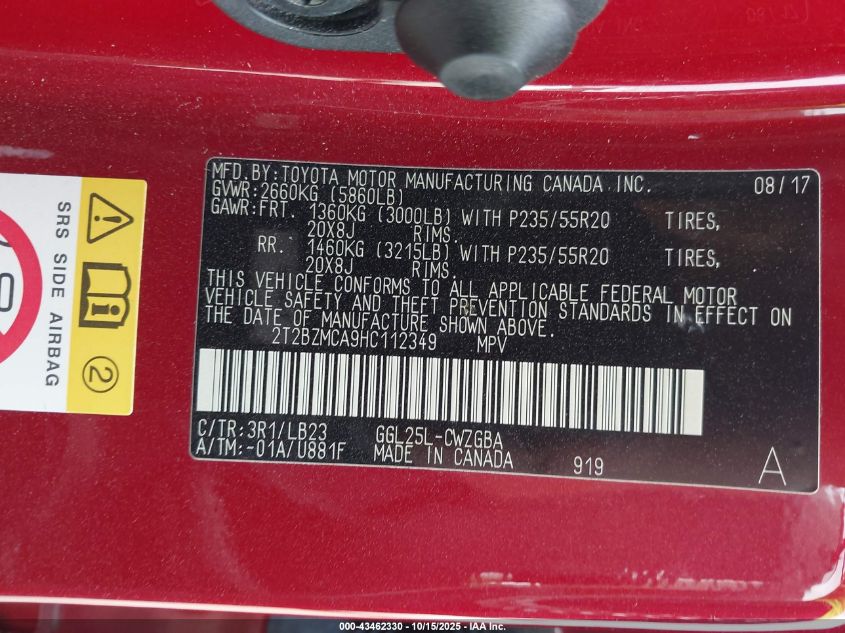 MFD.BY:TOYOTA MOTOR MANUFACTURING CANADA INC. 08/17
GVWR:2660KG (5860LB)
GAWR:FRT. 1360KG (3000LB) WITH P235/55R20 TIRES,
20X8J RIMS.
RR. 1460KG (3215LB) WITH P235/55R20 TIRES,
20X8J RIMS.
THIS VEHICLE CONFORMS TO ALL APPLICABLE FEDERAL MOTOR
VEHICLE SAFETY AND THEFT PREVENTION STANDARDS IN EFFECT ON
THE DATE OF MANUFACTURE SHOWN ABOVE.
2T2BZMCA9HC112349 MPV
C/TR:3R1/LB23 GGL25L-CWZGBA
A/TM:-01A/U881F MADE IN CANADA 919 A
SRS SIDE AIRBAG
2
000-43462330 - 10/15/2025 - IAA Inc.